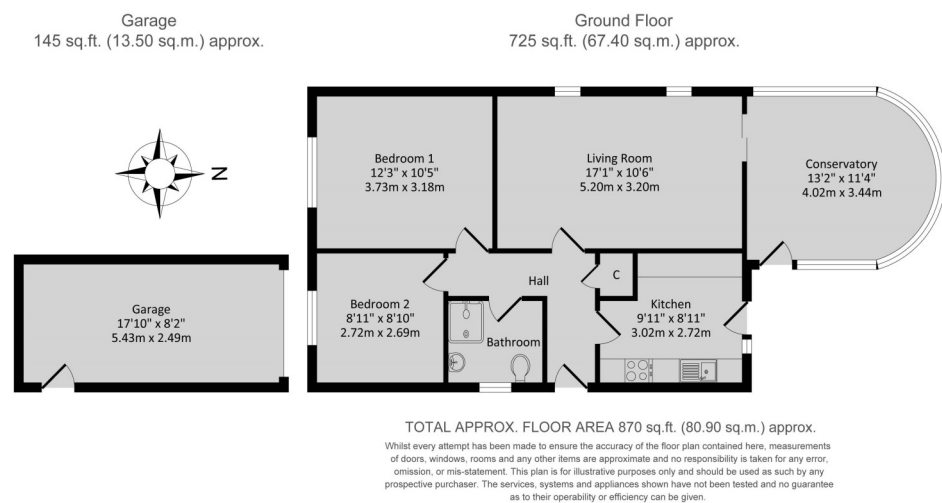 Garage
145 sq.ft. (13.50 sq.m.) approx.
Ground Floor
725 sq.ft. (67.40 sq.m.) approx.
N
Bedroom 1
12'3" x 10'5"
3.73m x 3.18m
Living Room
17'1" x 10'6"
5.20m x 3.20m
Conservatory
13'2" x 11'4"
4.02m x 3.44m
Hall
C
Garage
17'10" x 8'2"
5.43m x 2.49m
Bedroom 2
8'11" x 8'10"
2.72m x 2.69m
Bathroom
Kitchen
9'11" x 8'11"
3.02m x 2.72m
TOTAL APPROX. FLOOR AREA 870 sq.ft. (80.90 sq.m.) approx.
Whilst every attempt has been made to ensure the accuracy of the floor plan contained here, measurements
of doors, windows, rooms and any other items are approximate and no responsibility is taken for any error,
omission, or mis-statement. This plan is for illustrative purposes only and should be used as such by any
prospective purchaser. The services, systems and appliances shown have not been tested and no guarantee
as to their operability or efficiency can be given.